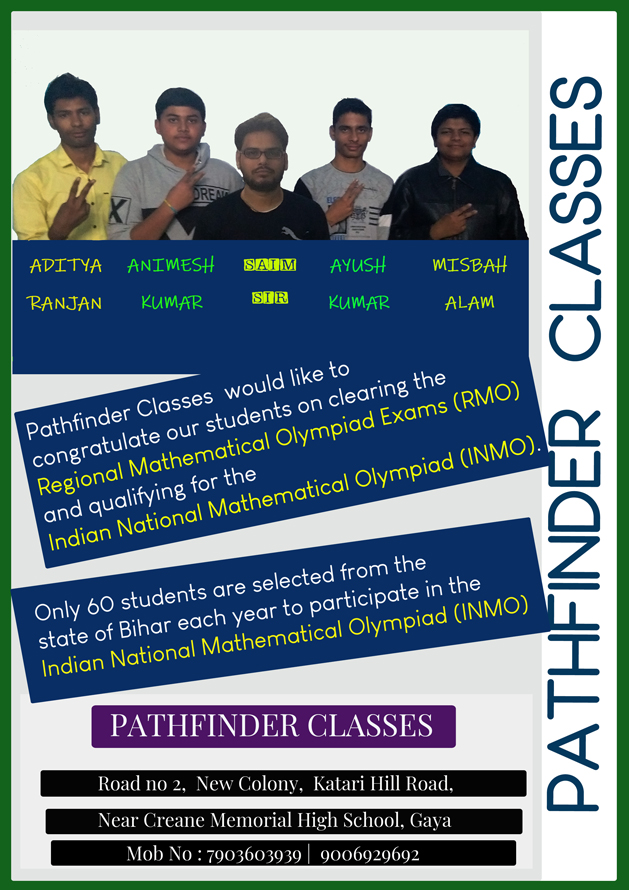 DREAM
X
ADITYA ANIMESH SAIM AYUSH MISBAH
RANJAN KUMAR SIR KUMAR ALAM
Pathfinder Classes would like to
congratulate our students on clearing the
Regional Mathematical Olympiad Exams (RMO)
and qualifying for the
Indian National Mathematical Olympiad (INMO).
Only 60 students are selected from the
state of Bihar each year to participate in the
Indian National Mathematical Olympiad (INMO)
PATHFINDER CLASSES
Road no 2, New Colony, Katari Hill Road,
Near Creane Memorial High School, Gaya
Mob No : 7903603939 | 9006929692
PATHFINDER CLASSES